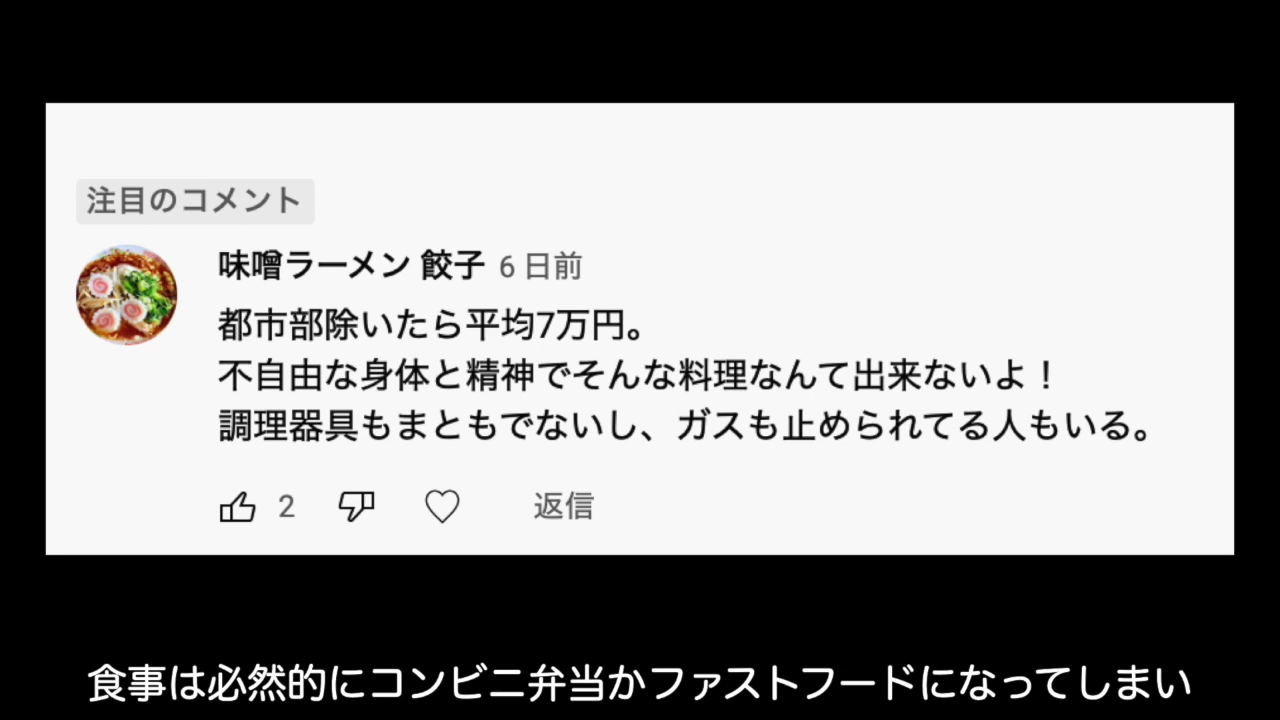 注目のコメント
味噌ラーメン 餃子 6 日前
都市部除いたら平均7万円。
不自由な身体と精神でそんな料理なんて出来ないよ！
調理器具もまともでないし、ガスも止められてる人もいる。
2 返信
食事は必然的にコンビニ弁当かファストフードになってしまい